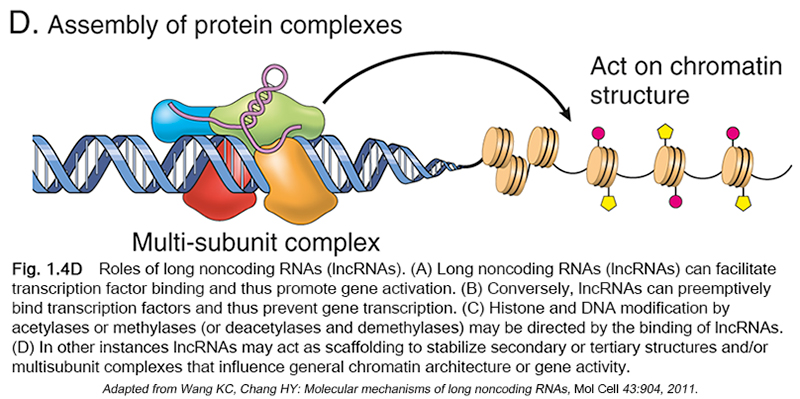 D. Assembly of protein complexes
Act on chromatin
structure
Multi-subunit complex
Fig. 1.4D Roles of long noncoding RNAs (lncRNAs). (A) Long noncoding RNAs (lncRNAs) can facilitate
transcription factor binding and thus promote gene activation. (B) Conversely, lncRNAs can preemptively
bind transcription factors and thus prevent gene transcription. (C) Histone and DNA modification by
acetylases or methylases (or deacetylases and demethylases) may be directed by the binding of lncRNAs.
(D) In other instances lncRNAs may act as scaffolding to stabilize secondary or tertiary structures and/or
multisubunit complexes that influence general chromatin architecture or gene activity.
Adapted from Wang KC, Chang HY: Molecular mechanisms of long noncoding RNAs, Mol Cell 43:904, 2011.